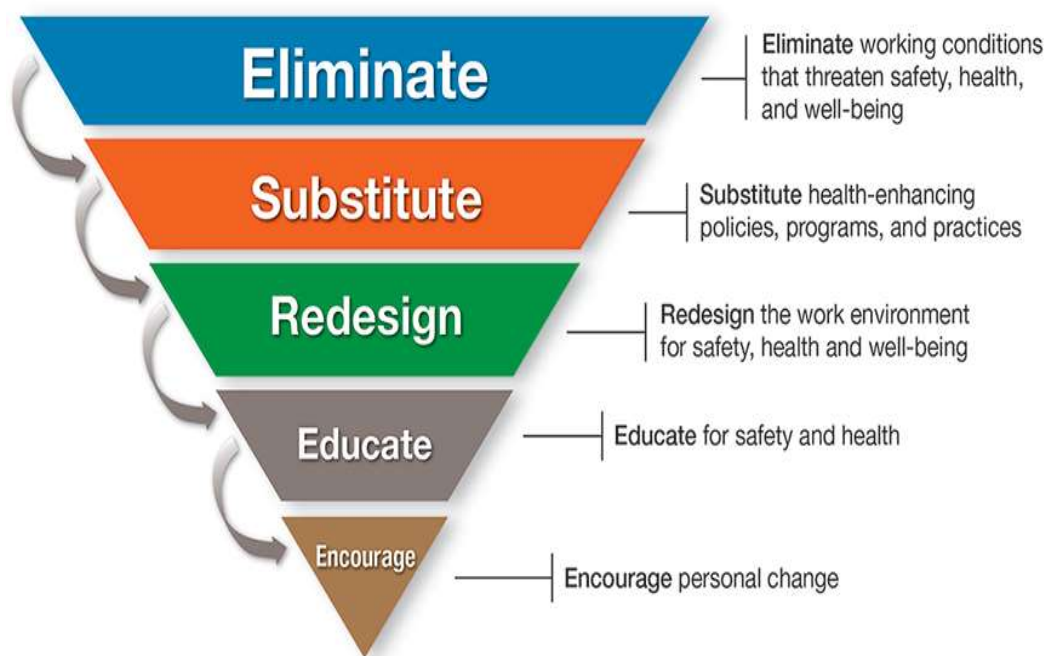 Eliminate
Eliminate working conditions
that threaten safety, health,
and well-being
Substitute
Substitute health-enhancing
policies, programs, and practices
Redesign
Redesign the work environment
for safety, health and well-being
Educate
Educate for safety and health
Encourage
Encourage personal change